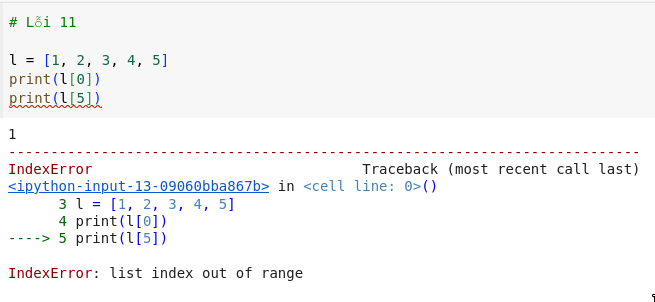 # Lỗi 11
l = [1, 2, 3, 4, 5]
print(l[0])
print(l[5])
1
---------------------------------------------------------------------------
IndexError                                Traceback (most recent call last)
<ipython-input-13-09060bba867b> in <cell line: 0>()
      3 l = [1, 2, 3, 4, 5]
      4 print(l[0])
----> 5 print(l[5])
IndexError: list index out of range